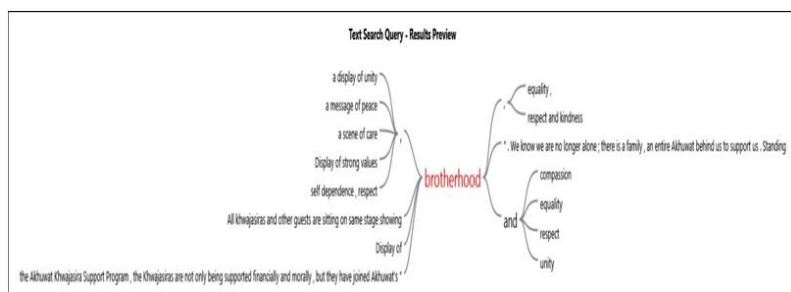 Text Search Query - Results Preview
a display of unity
a message of peace
a scene of care
Display of strong values
self dependence , respect
,
All khwajasiras and other guests are sitting on same stage showing
Display of
the Akhuwat Khwajasira Support Program , the Khwajasiras are not only being supported financially and morally , but they have joined Akhuwat's "
brotherhood
,
equality ,
respect and kindness
" . We know we are no longer alone ; there is a family , an entire Akhuwat behind us to support us . Standing
and
compassion
equality
respect
unity